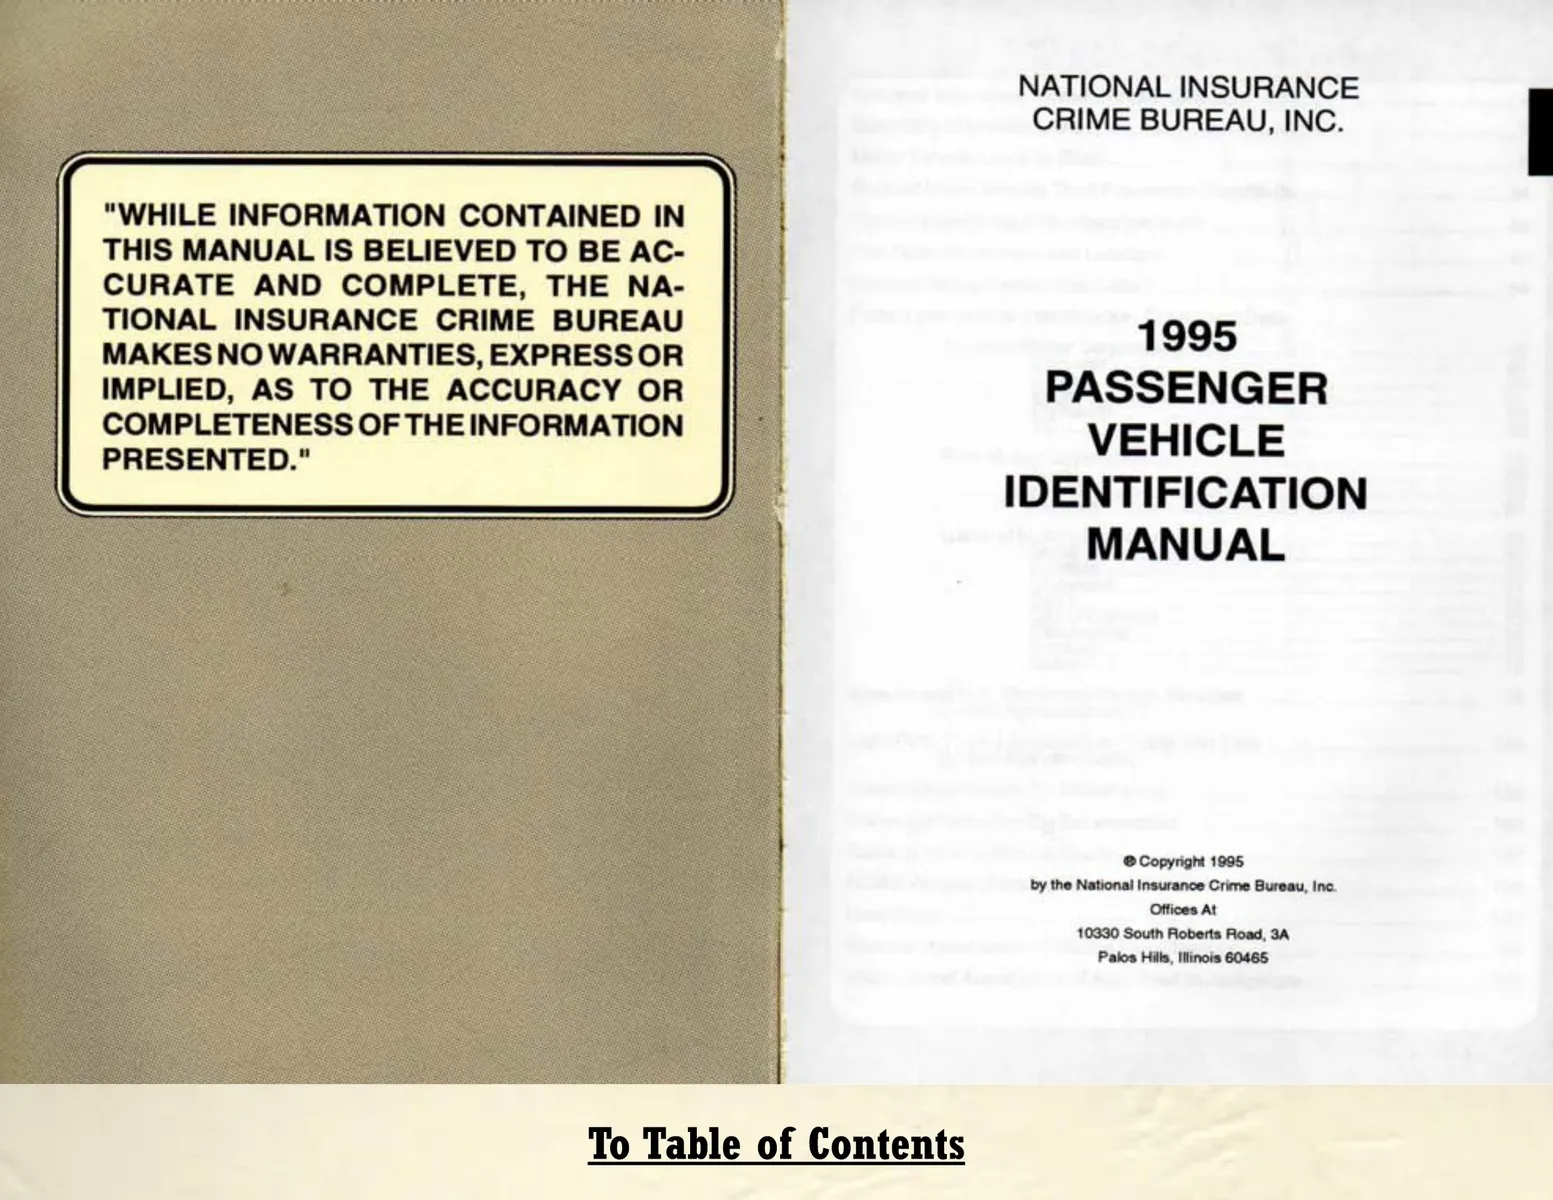 "WHILE INFORMATION CONTAINED IN
THIS MANUAL IS BELIEVED TO BE AC-
CURATE AND COMPLETE, THE NA-
TIONAL INSURANCE CRIME BUREAU
MAKES NO WARRANTIES, EXPRESS OR
IMPLIED, AS TO THE ACCURACY OR
COMPLETENESS OF THE INFORMATION
PRESENTED."
NATIONAL INSURANCE
CRIME BUREAU, INC.
1995
PASSENGER
VEHICLE
IDENTIFICATION
MANUAL
© Copyright 1995
by the National Insurance Crime Bureau, Inc.
Offices At
10330 South Roberts Road, 3A
Palos Hills, Illinois 60465
To Table of Contents